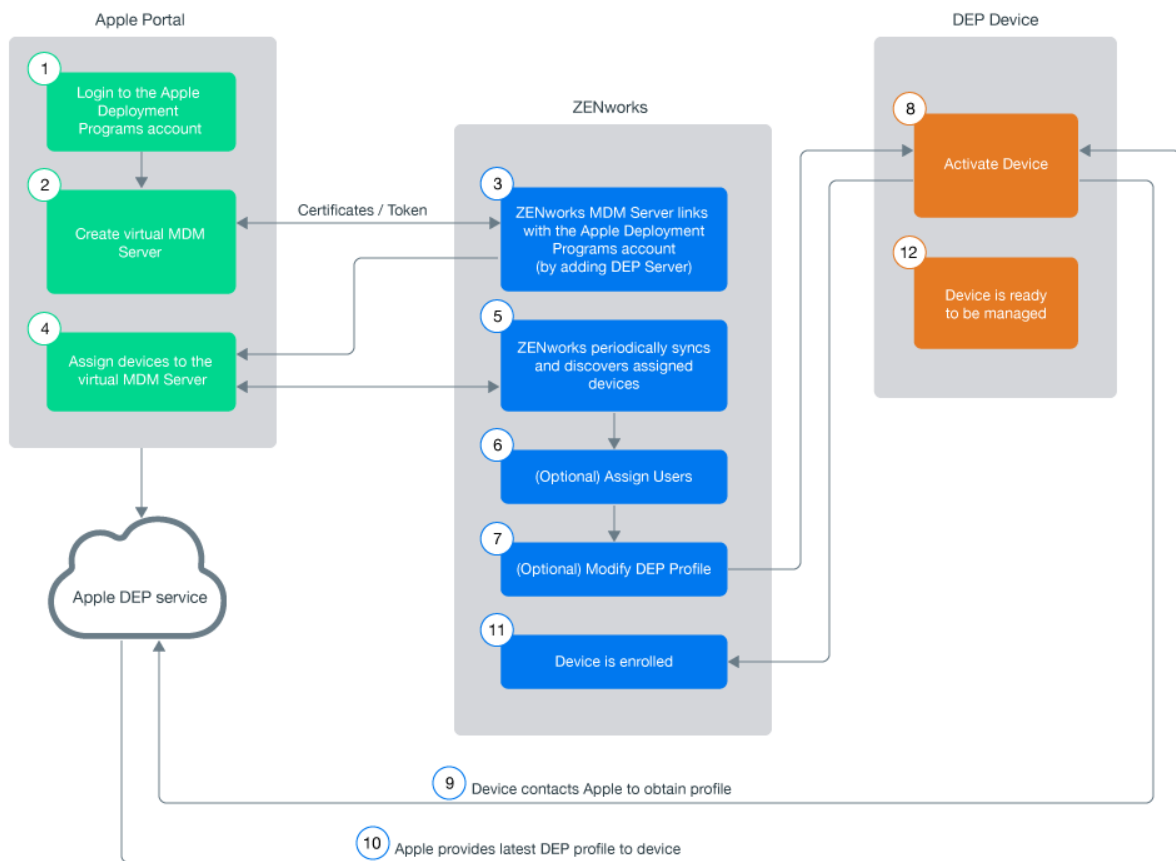 Apple Portal
1
Login to the Apple
Deployment
Programs account
2
Create virtual MDM
Server
Certificates / Token
4
Assign devices to the
virtual MDM Server
Apple DEP service
ZENworks
3
ZENworks MDM Server links
with the Apple Deployment
Programs account
(by adding DEP Server)
5
ZENworks periodically syncs
and discovers assigned
devices
6
(Optional) Assign Users
7
(Optional) Modify DEP Profile
11
Device is enrolled
DEP Device
8
Activate Device
12
Device is ready
to be managed
9 Device contacts Apple to obtain profile
10 Apple provides latest DEP profile to device